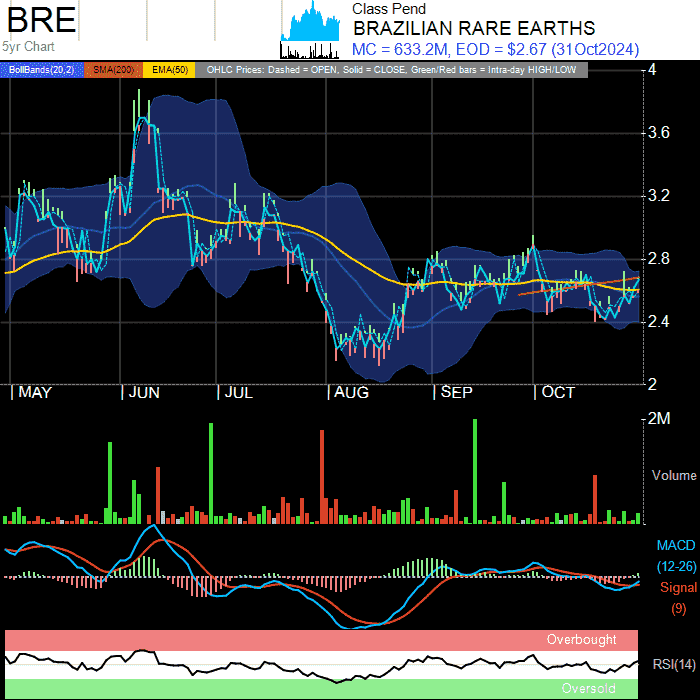 BRE
5yr Chart
Class Pend
BRAZILIAN RARE EARTHS
MC = 633.2M, EOD = $2.67 (31Oct2024)
BollBands(20,2) SMA(200) EMA(50) OHLC Prices: Dashed = OPEN, Solid = CLOSE, Green/Red bars = Intra-day HIGH/LOW
4
3.6
3.2
2.8
2.4
2
MAY JUN JUL AUG SEP OCT
2M
Volume
MACD
(12-26)
Signal
(9)
Overbought
RSI(14)
Oversold